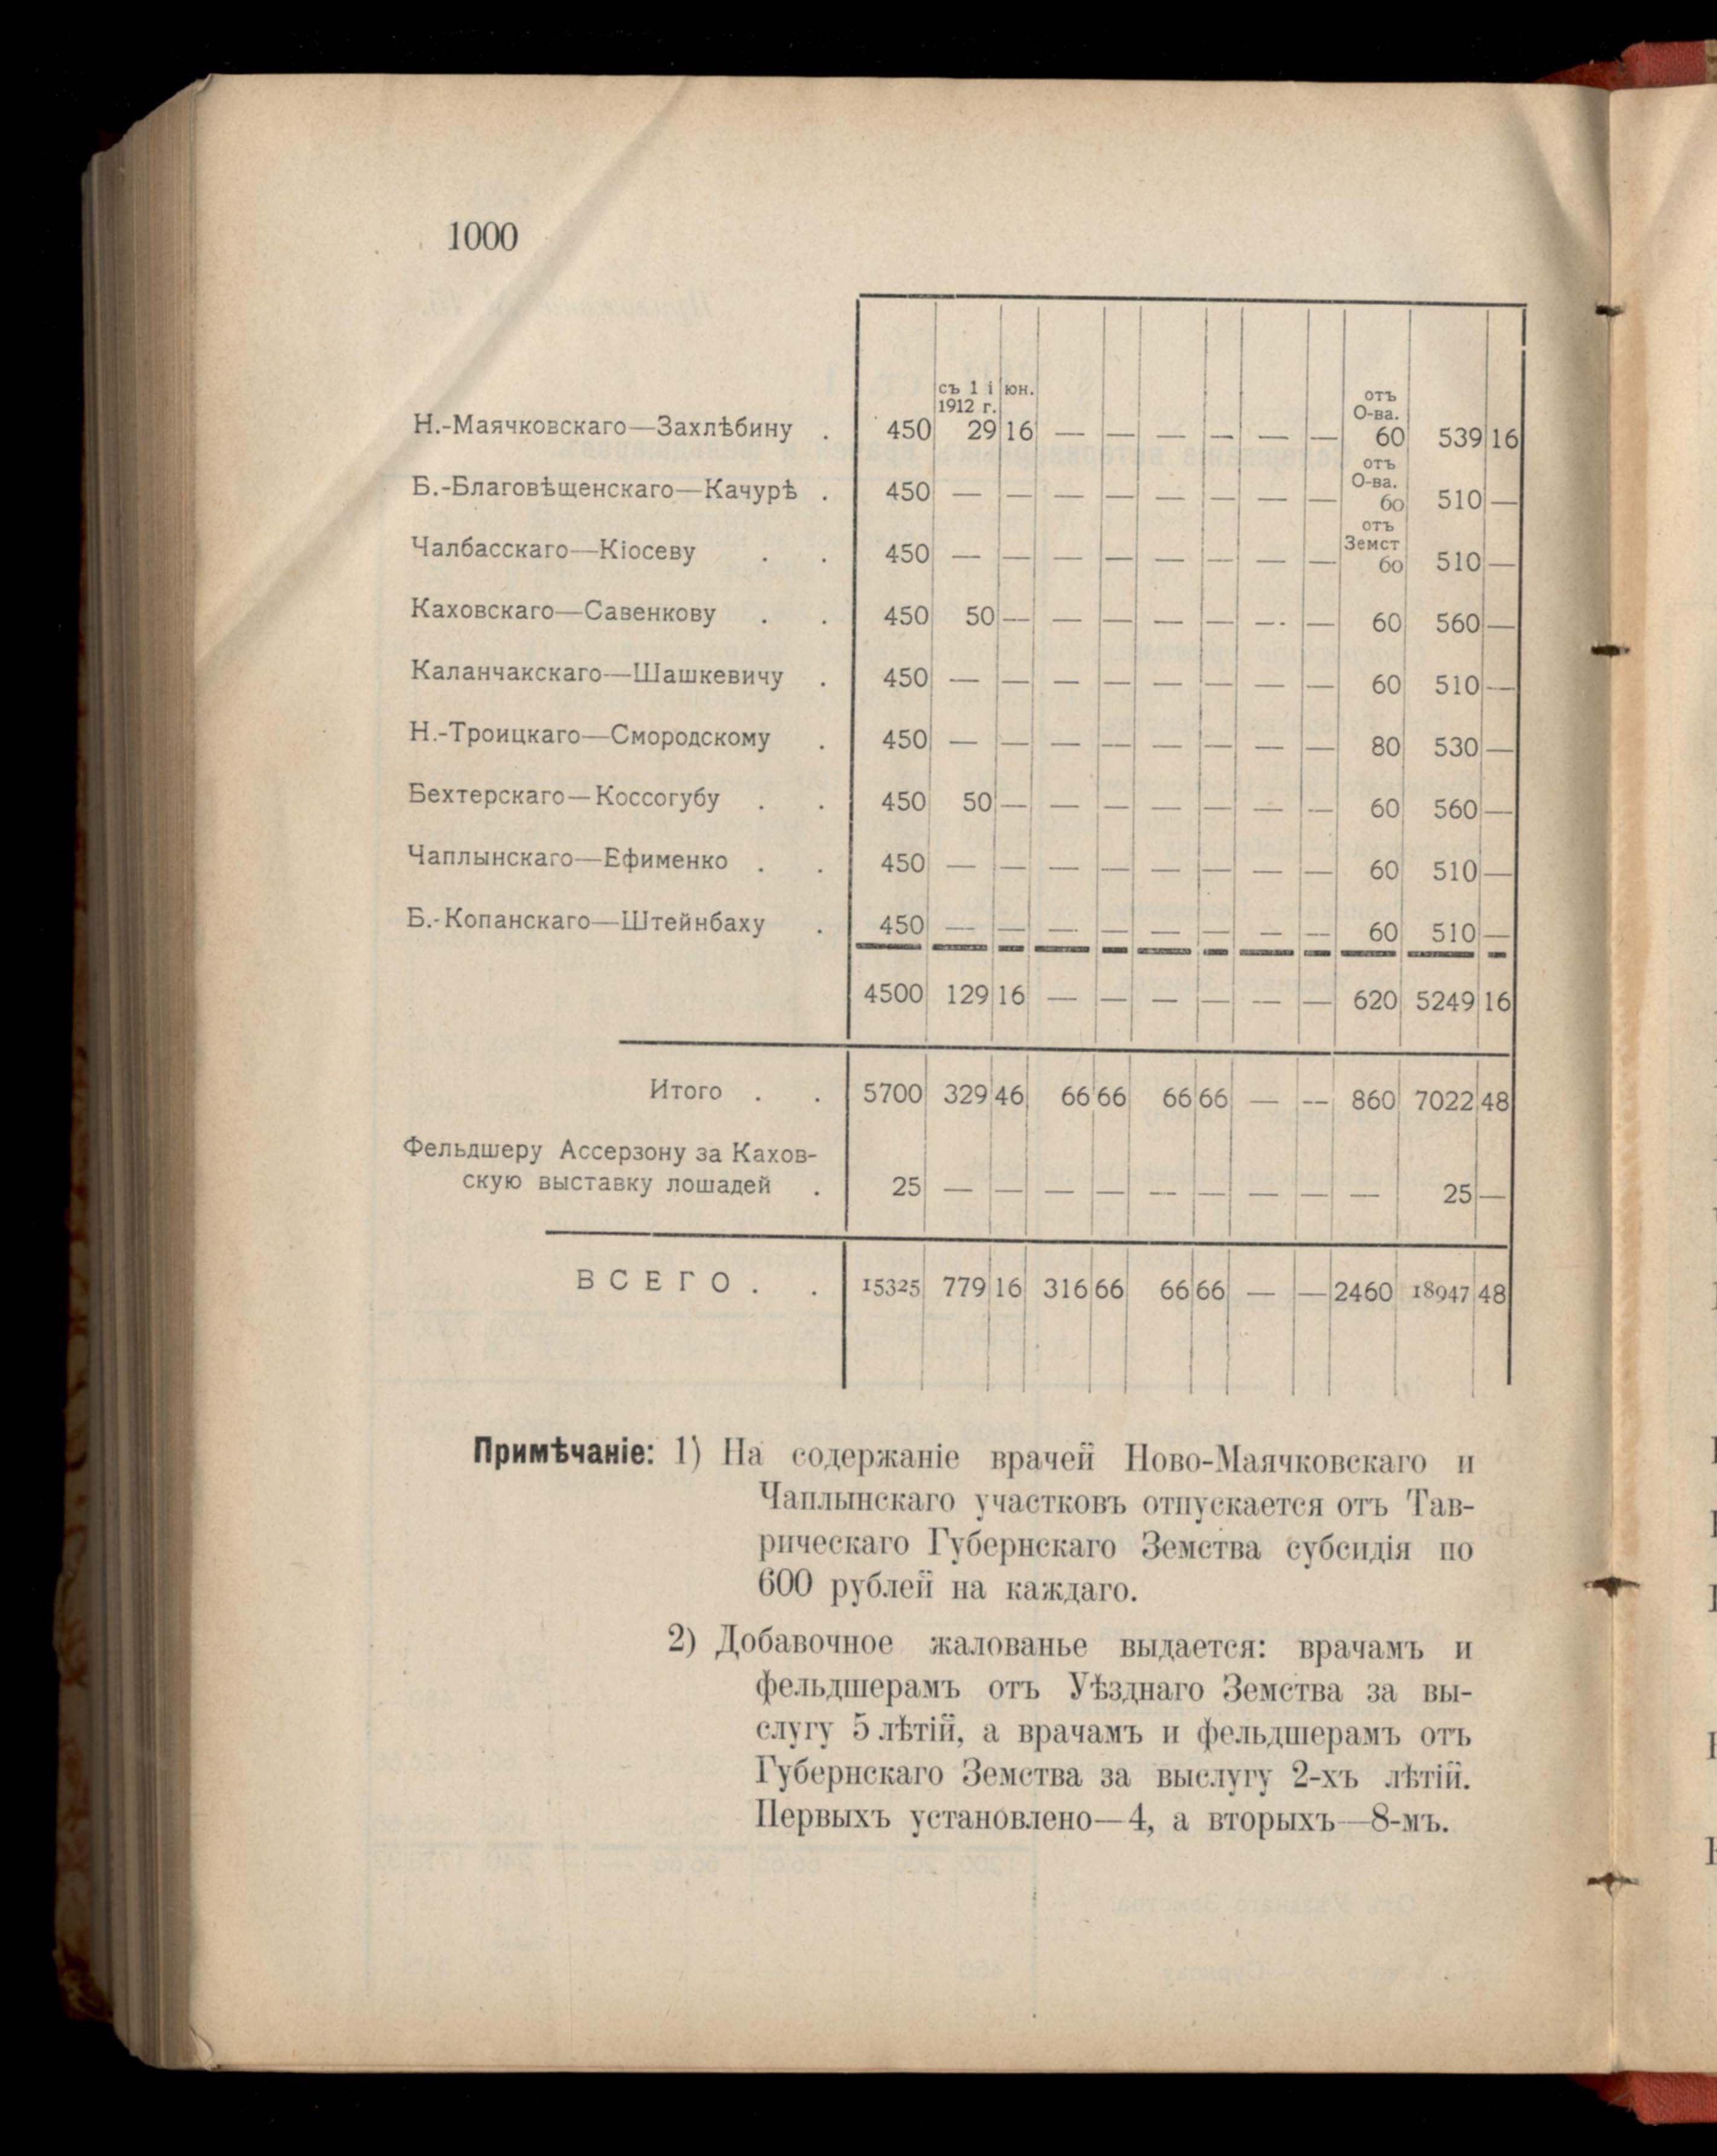 1000
съ 1 іюн.
1912 г.
отъ
О-ва.
Н.-Маячковскаго—Захлѣбину . 450 29 16 — — — — — — 60 539 16
отъ
О-ва.
Б.-Благовѣщенскаго—Качурѣ . 450 — — — — — — — — 60 510 —
отъ
Земст
Чалбасскаго—Кіосеву . . 450 — — — — — — — — 60 510 —
Каховскаго—Савенкову . . 450 50 — — — — — — — 60 560 —
Каланчакскаго—Шашкевичу . 450 — — — — — — — — 60 510 —
Н.-Троицкаго—Смородскому . 450 — — — — — — — — 80 530 —
Бехтерскаго—Коссогубу . . 450 50 — — — — — — — 60 560 —
Чаплынскаго—Ефименко . . 450 — — — — — — — — 60 510 —
Б.-Копанскаго—Штейнбаху . 450 — — — — — — — — 60 510 —
4500 129 16 — — — — — — 620 5249 16
Итого . . 5700 329 46 66 66 66 66 — — 860 7022 48
Фельдшеру Ассерзону за Кахов-
скую выставку лошадей . 25 — — — — — — — — — 25 —
ВСЕГО . . 15325 779 16 316 66 66 66 — — 2460 18947 48
Примѣчаніе: 1) На содержаніе врачей Ново-Маячковскаго и
Чаплынскаго участковъ отпускается отъ Тав-
рическаго Губернскаго Земства субсидія по
600 рублей на каждаго.
2) Добавочное жалованье выдается: врачамъ и
фельдшерамъ отъ Уѣзднаго Земства за вы-
слугу 5 лѣтій, а врачамъ и фельдшерамъ отъ
Губернскаго Земства за выслугу 2-хъ лѣтій.
Первыхъ установлено—4, а вторыхъ—8-мъ.